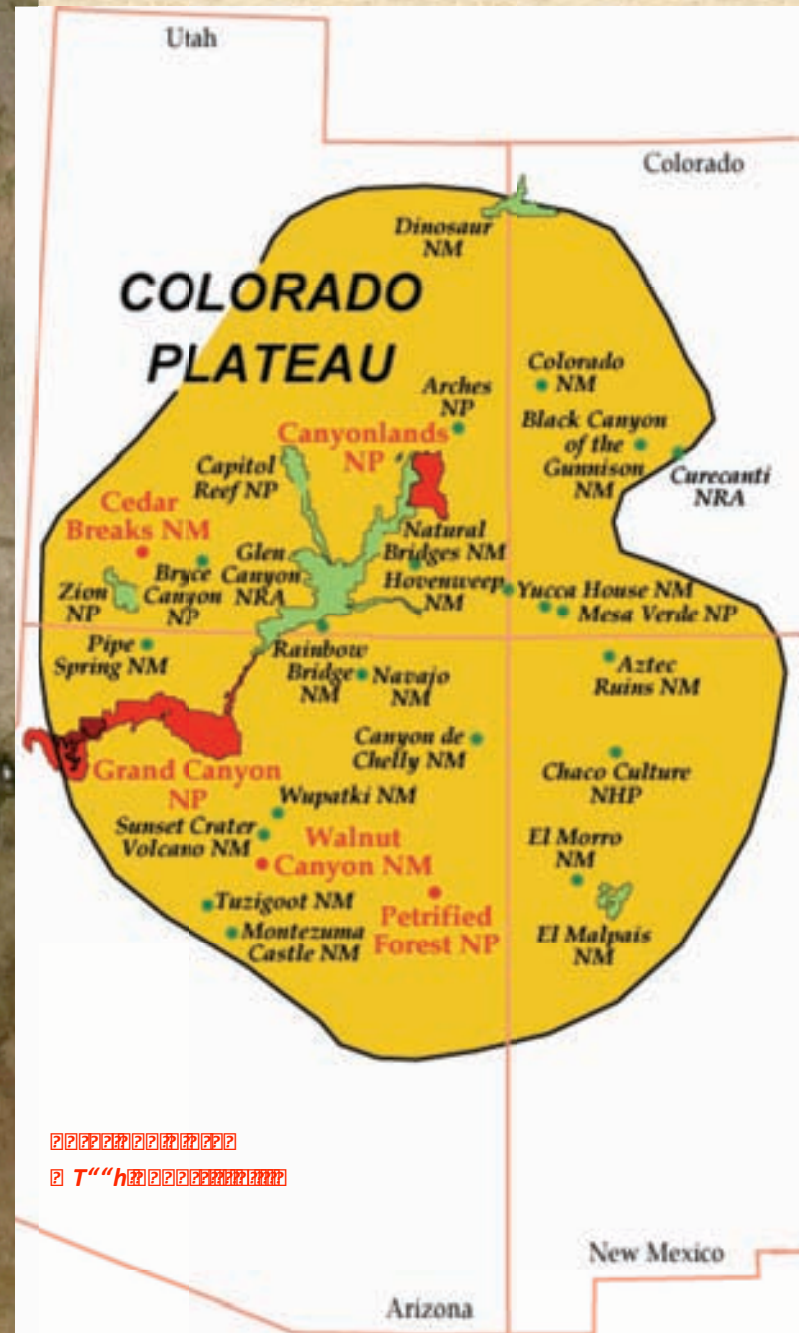 Utah
Colorado
Dinosaur
NM
COLORADO
PLATEAU
Colorado
NM
Arches
NP
Black Canyon
of the
Gunnison
NM
Curecanti
NRA
Canyonlands
NP
Capitol
Reef NP
Cedar
Breaks NM
Natural
Bridges NM
Glen
Canyon
NRA
Bryce
Canyon
NP
Zion
NP
Hovenweep
NM
Yucca House NM
Mesa Verde NP
Pipe
Spring NM
Rainbow
Bridge
NM
Navajo
NM
Aztec
Ruins NM
Canyon de
Chelly NM
Chaco Culture
NHP
Grand Canyon
NP
Wupatki NM
Sunset Crater
Volcano NM
Walnut
Canyon NM
El Morro
NM
Tuzigoot NM
Petrified
Forest NP
Montezuma
Castle NM
El Malpais
NM
New Mexico
Arizona